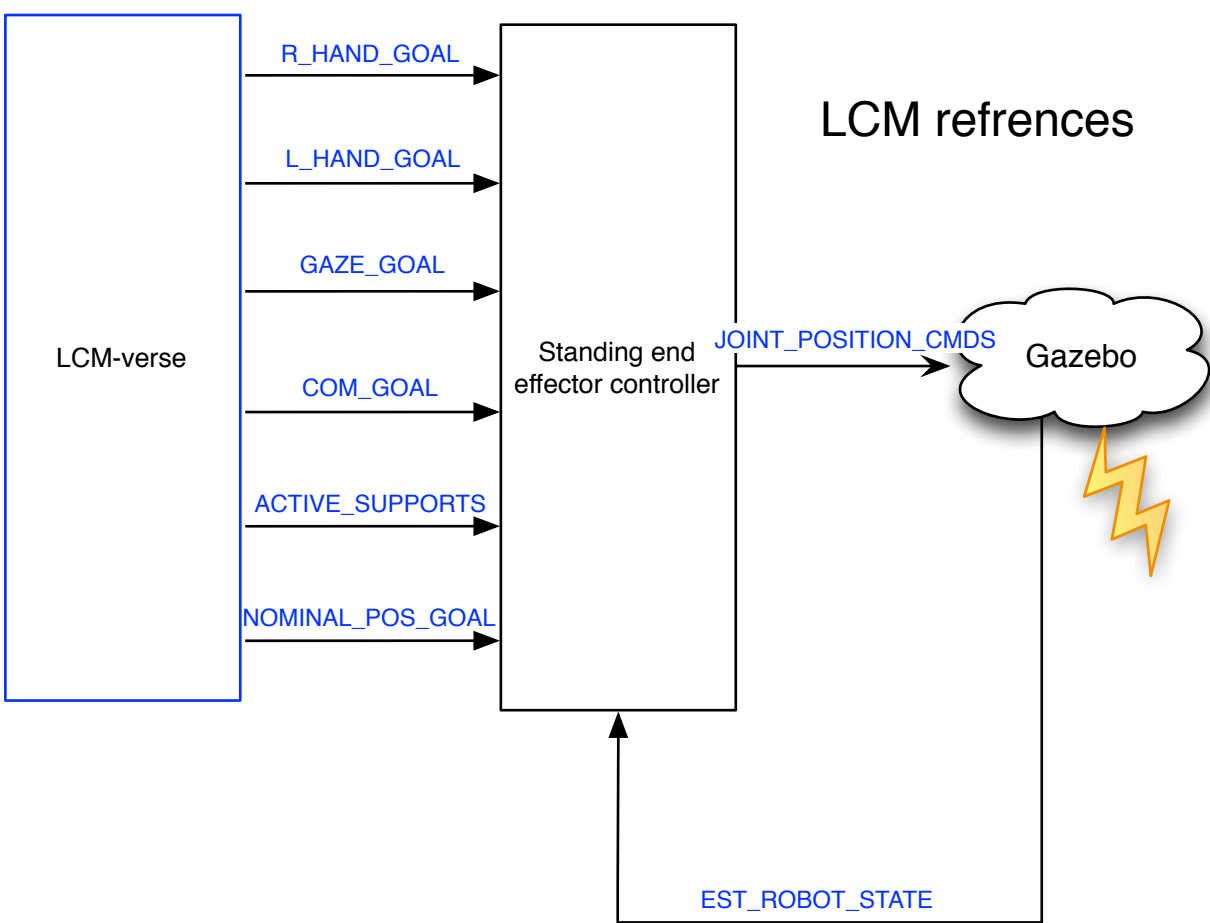 R_HAND_GOAL
LCM refrences
L_HAND_GOAL
GAZE_GOAL
LCM-verse
Standing end
effector controller
JOINT_POSITION_CMDS
Gazebo
COM_GOAL
ACTIVE_SUPPORTS
NOMINAL_POS_GOAL
EST_ROBOT_STATE